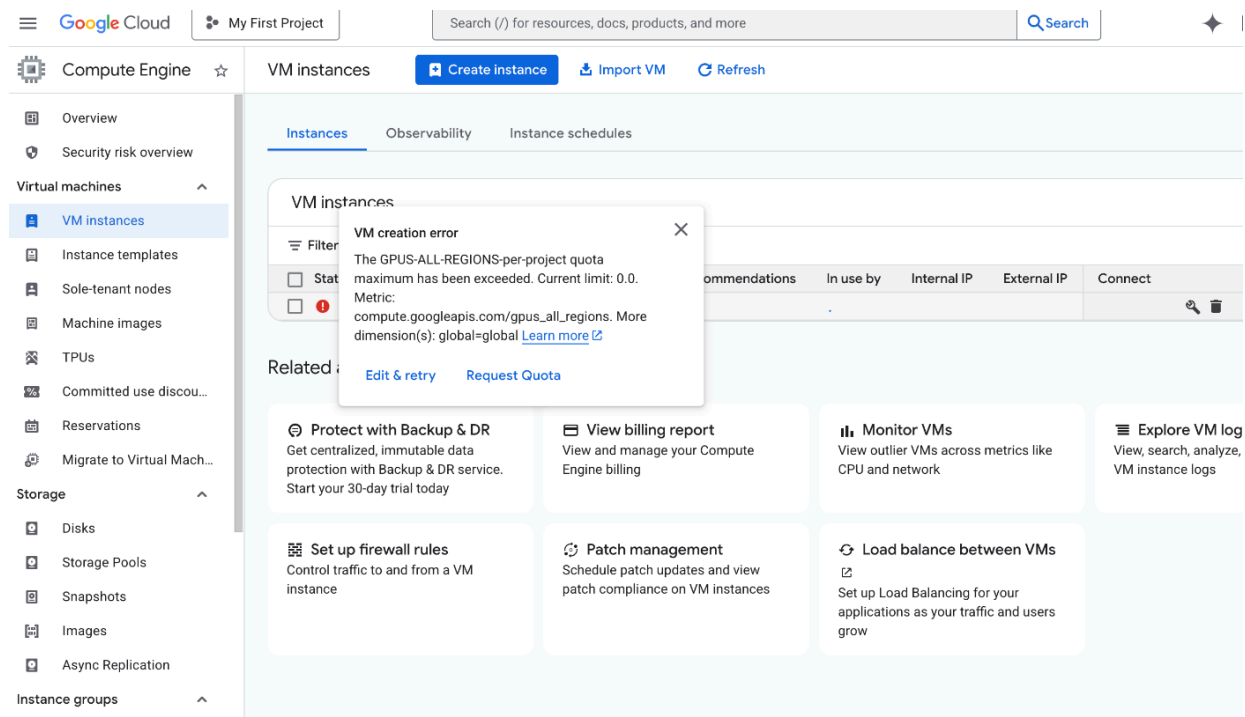 Google Cloud
My First Project
Search (/) for resources, docs, products, and more
Search
Compute Engine
VM instances
Create instance
Import VM
Refresh
Overview
Security risk overview
Virtual machines
VM instances
Instance templates
Sole-tenant nodes
Machine images
TPUs
Committed use discou...
Reservations
Migrate to Virtual Mach...
Storage
Disks
Storage Pools
Snapshots
Images
Async Replication
Instance groups
Instances
Observability
Instance schedules
VM instances
Filter
Stat
ommendations
In use by
Internal IP
External IP
Connect
VM creation error
The GPUS-ALL-REGIONS-per-project quota
maximum has been exceeded. Current limit: 0.0.
Metric:
compute.googleapis.com/gpus_all_regions. More
dimension(s): global=global Learn more
Edit & retry
Request Quota
Related
Protect with Backup & DR
Get centralized, immutable data
protection with Backup & DR service.
Start your 30-day trial today
View billing report
View and manage your Compute
Engine billing
Monitor VMs
View outlier VMs across metrics like
CPU and network
Explore VM log
View, search, analyze,
VM instance logs
Set up firewall rules
Control traffic to and from a VM
instance
Patch management
Schedule patch updates and view
patch compliance on VM instances
Load balance between VMs
Set up Load Balancing for your
applications as your traffic and users
grow